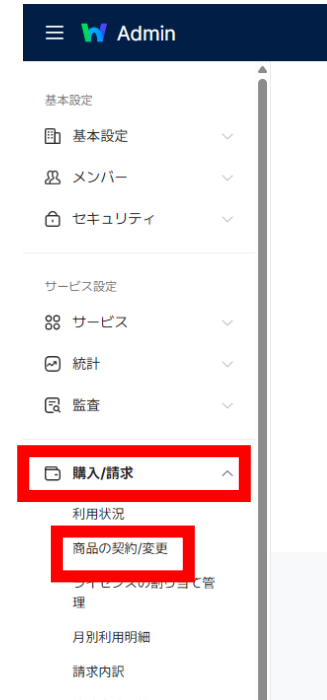 Admin
基本設定
基本設定
メンバー
セキュリティ
サービス設定
サービス
統計
監査
購入/請求
利用状況
商品の契約/変更
ライセンスの割り当て管
理
月別利用明細
請求内訳